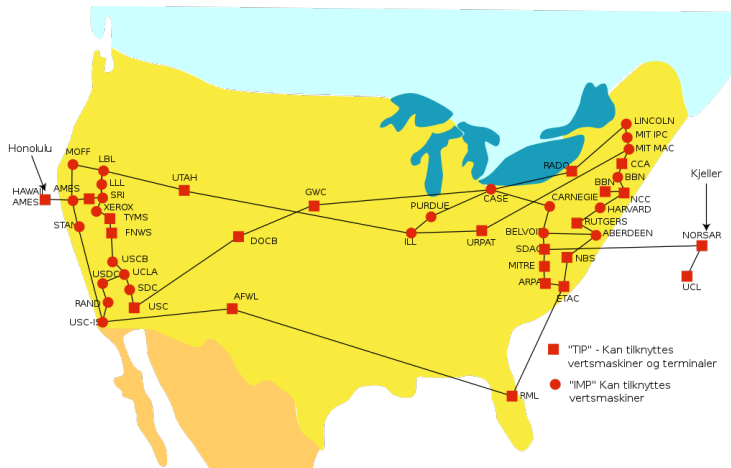 LINCOLN
MIT IPC
MIT MAC
Honolulu
MOFF
LBL
RADC
CCA
Kjeller
UTAH
LLL
BBN
BBN
HAWAI
AMES
AMES
SRI
GWC
PURDUE
CASE
CARNEGIE
NCC
XEROX
HARVARD
TYMS
STAN
RUTGERS
FNWS
DOCB
ILL
URPAT
BELVOIR
ABERDEEN
NORSAR
SDAC
USCB
NBS
USDC
UCLA
MITRE
SDC
ARPA
UCL
RAND
USC
AFWL
ETAC
USC-IS
"TIP" - Kan tilknyttes
vertsmaskiner og terminaler
"IMP" Kan tilknyttes
vertsmaskiner
RML